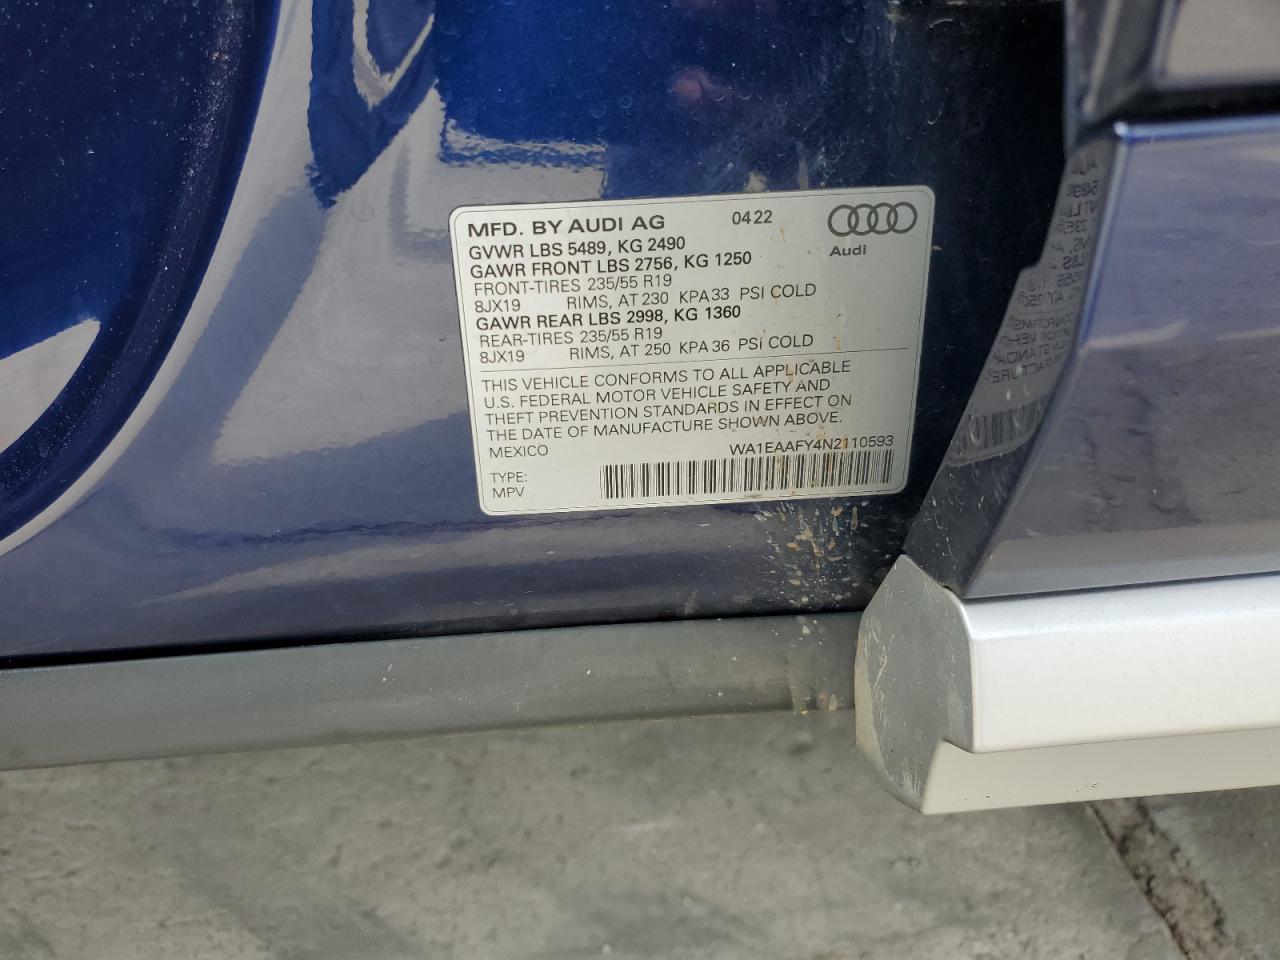 MFD. BY AUDI AG 0422
Audi
GVWR LBS 5489, KG 2490
GAWR FRONT LBS 2756, KG 1250
FRONT-TIRES 235/55 R19
8JX19 RIMS, AT 230 KPA33 PSI COLD
GAWR REAR LBS 2998, KG 1360
REAR-TIRES 235/55 R19
8JX19 RIMS, AT 250 KPA 36 PSI COLD
THIS VEHICLE CONFORMS TO ALL APPLICABLE
U.S. FEDERAL MOTOR VEHICLE SAFETY AND
THEFT PREVENTION STANDARDS IN EFFECT ON
THE DATE OF MANUFACTURE SHOWN ABOVE.
MEXICO WA1EAAFY4N2110593
TYPE:
MPV